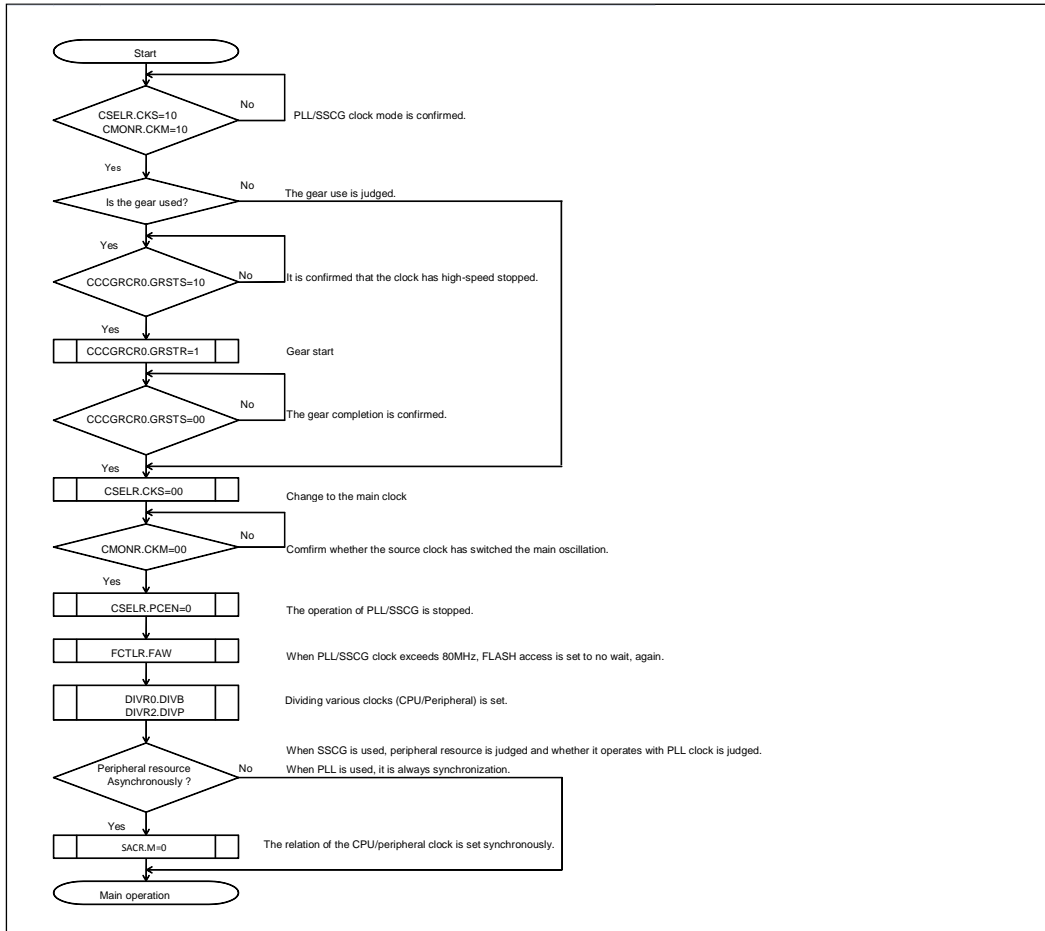 Start
No
CSELR.CKS=10
CMONR.CKM=10
PLL/SSCG clock mode is confirmed.
Yes
No
The gear use is judged.
Is the gear used?
Yes
CCCGRCR0.GRSTS=10
No
It is confirmed that the clock has high-speed stopped.
Yes
CCCGRCR0.GRSTR=1
Gear start
No
CCCGRCR0.GRSTS=00
The gear completion is confirmed.
Yes
CSELR.CKS=00
Change to the main clock
No
CMONR.CKM=00
Comfirm whether the source clock has switched the main oscillation.
Yes
CSELR.PCEN=0
The operation of PLL/SSCG is stopped.
FCTLR.FAW
When PLL/SSCG clock exceeds 80MHz, FLASH access is set to no wait, again.
DIVR0.DIVB
DIVR2.DIVP
Dividing various clocks (CPU/Peripheral) is set.
When SSCG is used, peripheral resource is judged and whether it operates with PLL clock is judged.
Peripheral resource
Asynchronously ?
No
When PLL is used, it is always synchronization.
Yes
SACR.M=0
The relation of the CPU/peripheral clock is set synchronously.
Main operation